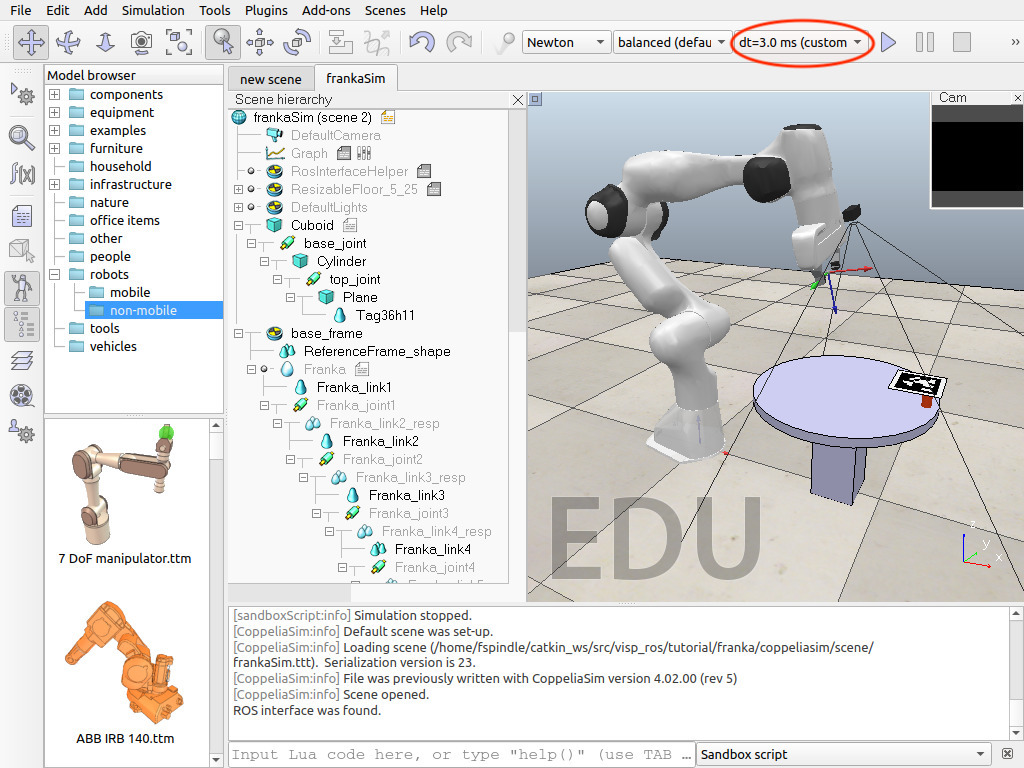 File Edit Add Simulation Tools Plugins Add-ons Scenes Help
Newton balanced (defau dt=3.0 ms (custom »
Model browser
components
equipment
examples
furniture
household
infrastructure
nature
office items
other
people
robots
mobile
non-mobile
tools
vehicles
7 DoF manipulator.ttm
ABB IRB 140.ttm
new scene frankaSim
Scene hierarchy
frankaSim (scene 2)
DefaultCamera
Graph
RosInterfaceHelper
ResizableFloor_5_25
DefaultLights
Cuboid
base_joint
Cylinder
top_joint
Plane
Tag36h11
base_frame
ReferenceFrame_shape
Franka
Franka_link1
Franka_joint1
Franka_link2_resp
Franka_link2
Franka_joint2
Franka_link3_resp
Franka_link3
Franka_joint3
Franka_link4_resp
Franka_link4
Franka_joint4
Cam
EDU
z
y
x
[sandboxScript:info] Simulation stopped.
[CoppeliaSim:info] Default scene was set-up.
[CoppeliaSim:info] Loading scene (/home/fspindle/catkin_ws/src/visp_ros/tutorial/franka/coppeliasim/scene/
frankaSim.ttt). Serialization version is 23.
[CoppeliaSim:info] File was previously written with CoppeliaSim version 4.02.00 (rev 5)
[CoppeliaSim:info] Scene opened.
ROS interface was found.
Input Lua code here, or type "help()" (use TAB ... Sandbox script